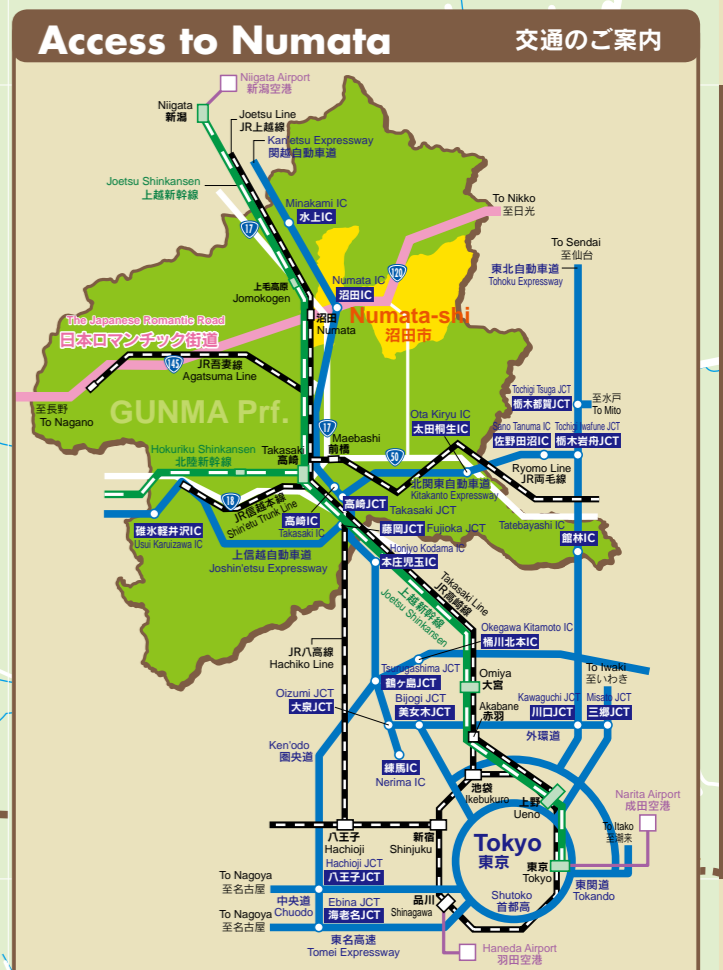 Access to Numata
交通のご案内
Niigata Airport
新潟空港
Niigata
新潟
Joetsu Line
JR上越線
Kan'etsu Expressway
関越自動車道
Joetsu Shinkansen
上越新幹線
Minakami IC
水上IC
To Nikko
至日光
17
To Sendai
至仙台
東北自動車道
Tohoku Expressway
120
Numata IC
沼田IC
上毛高原
Jomokogen
沼田
Numata
Numata-shi
沼田市
The Japanese Romantic Road
日本ロマンチック街道
145
JR吾妻線
Agatsuma Line
至長野
To Nagano
GUNMA Prf.
Tochigi Tsuga JCT
栃木都賀JCT
至水戸
To Mito
Ota Kiryu IC
太田桐生IC
Sano Tanuma IC
佐野田沼IC
Tochigi Iwafune JCT
栃木岩舟JCT
17
Maebashi
前橋
50
Hokuriku Shinkansen
北陸新幹線
Takasaki
高崎
Ryomo Line
JR両毛線
北関東自動車道
Kitakanto Expressway
18
JR信越本線
Shin'etu Trunk Line
高崎JCT
Takasaki JCT
高崎IC
Takasaki IC
碓氷軽井沢IC
Usui Karuizawa IC
藤岡JCT
Fujioka JCT
Tatebayashi IC
館林IC
上信越自動車道
Joshin'etsu Expressway
Honjyo Kodama IC
本庄児玉IC
Takasaki Line
JR高崎線
上越新幹線
Joetsu Shinkansen
Okegawa Kitamoto IC
桶川北本IC
JR八高線
Hachiko Line
Tsurugashima JCT
鶴ヶ島JCT
Omiya
大宮
To Iwaki
至いわき
Oizumi JCT
大泉JCT
Bijogi JCT
美女木JCT
Akabane
赤羽
Kawaguchi JCT
川口JCT
Misato JCT
三郷JCT
外環道
Ken'odo
圏央道
練馬IC
Nerima IC
池袋
Ikebukuro
上野
Ueno
Narita Airport
成田空港
To Itako
至潮来
八王子
Hachioji
新宿
Shinjuku
Tokyo
東京
Hachioji JCT
八王子JCT
東京
Tokyo
To Nagoya
至名古屋
中央道
Chuodo
品川
Shinagawa
Shutoko
首都高
東関道
Tokando
Ebina JCT
海老名JCT
To Nagoya
至名古屋
東名高速
Tomei Expressway
Haneda Airport
羽田空港